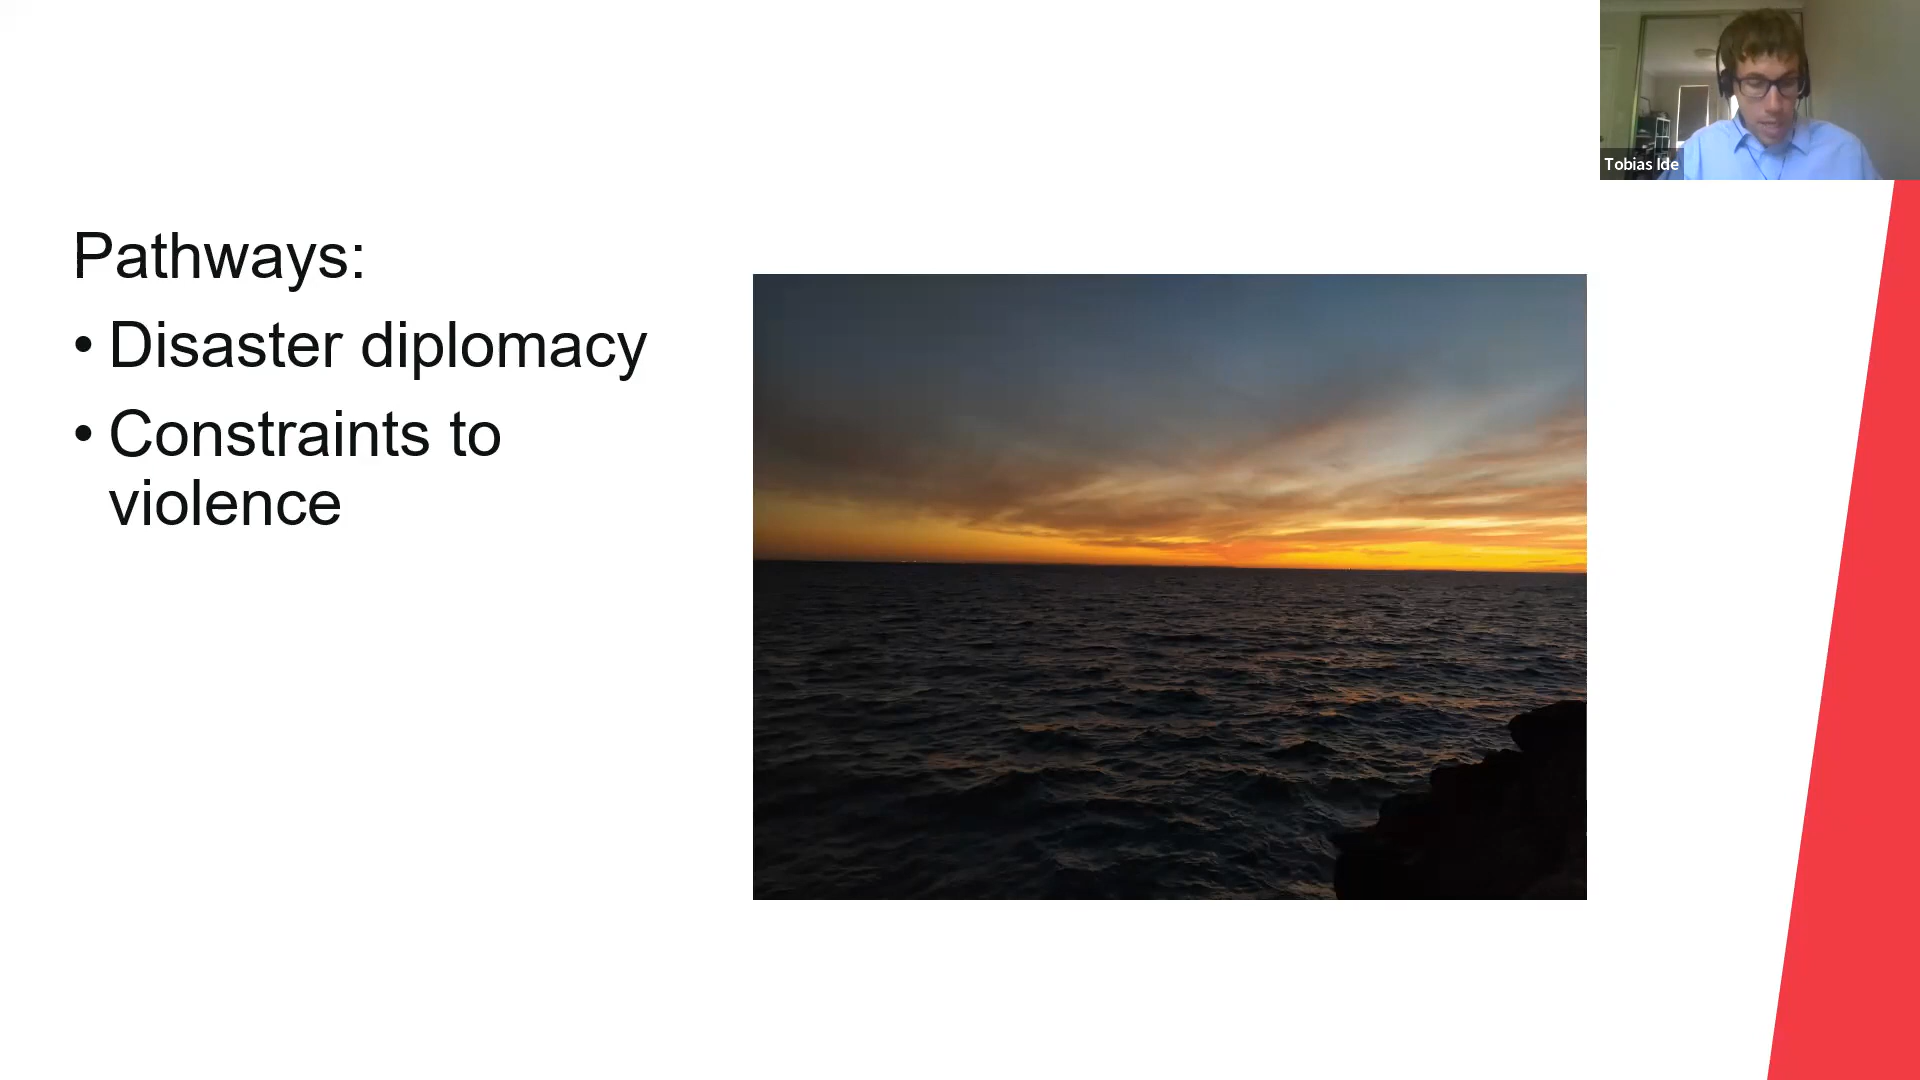 Tobias Ide
Pathways:
• Disaster diplomacy
• Constraints to
violence